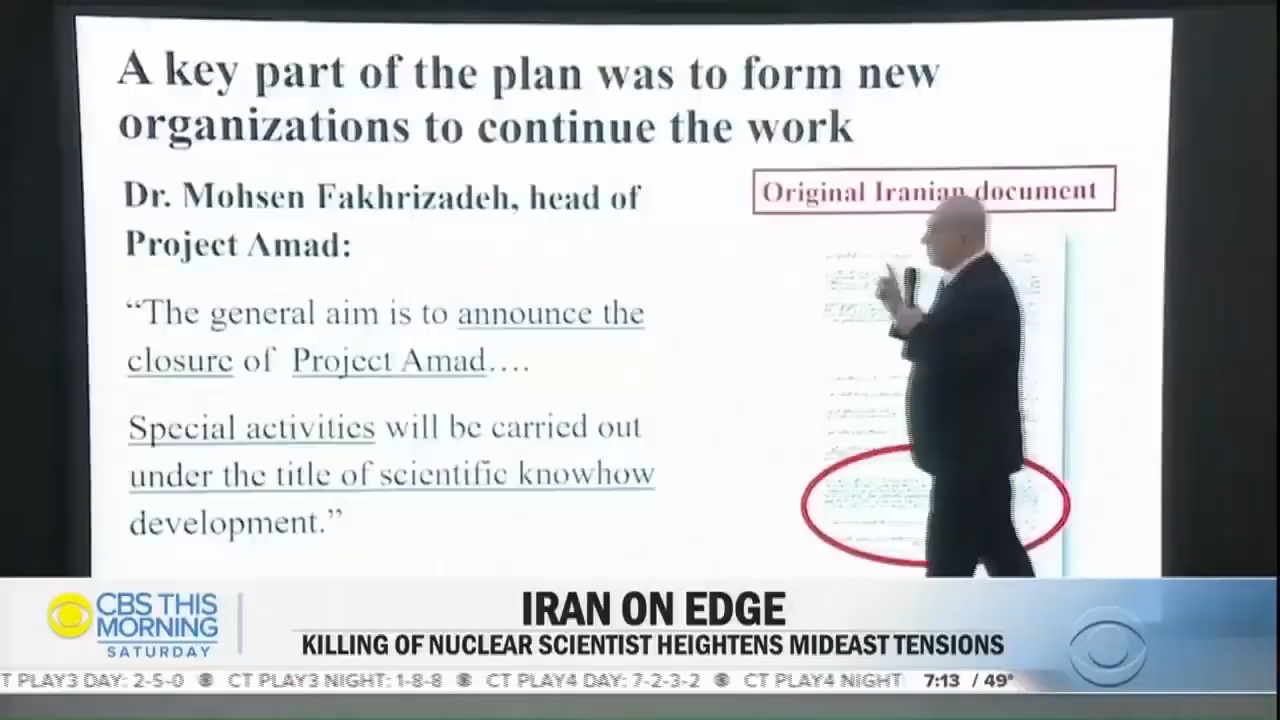 A key part of the plan was to form new
organizations to continue the work
Dr. Mohsen Fakhrizadeh, head of
Project Amad:
Original Iranian document
“The general aim is to announce the
closure of Project Amad....
Special activities will be carried out
under the title of scientific knowhow
development.”
CBS THIS
MORNING
SATURDAY
IRAN ON EDGE
KILLING OF NUCLEAR SCIENTIST HEIGHTENS MIDEAST TENSIONS
T PLAY3 DAY: 2-5-0 CT PLAY3 NIGHT: 1-8-8 CT PLAY4 DAY: 7-2-3-2 CT PLAY4 NIGHT 7:13 / 49°